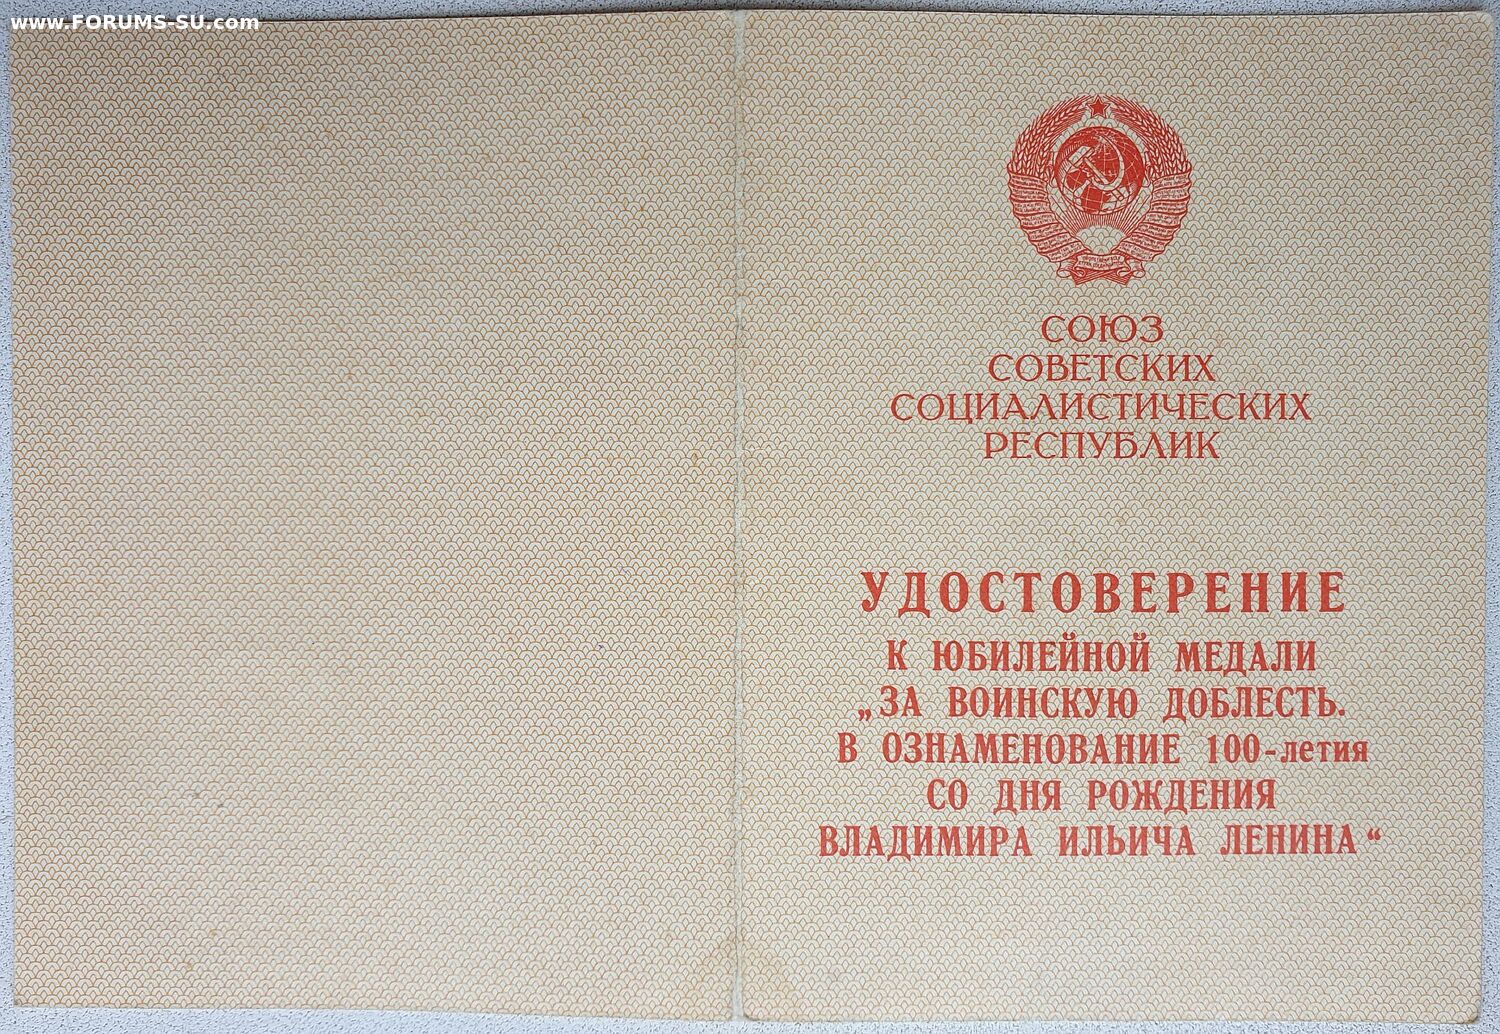 www.FORUMS-SU.com
СОЮЗ
СОВЕТСКИХ
СОЦИАЛИСТИЧЕСКИХ
РЕСПУБЛИК
УДОСТОВЕРЕНИЕ
К ЮБИЛЕЙНОЙ МЕДАЛИ
„ЗА ВОИНСКУЮ ДОБЛЕСТЬ.
В ОЗНАМЕНОВАНИЕ 100-летия
СО ДНЯ РОЖДЕНИЯ
ВЛАДИМИРА ИЛЬИЧА ЛЕНИНА“